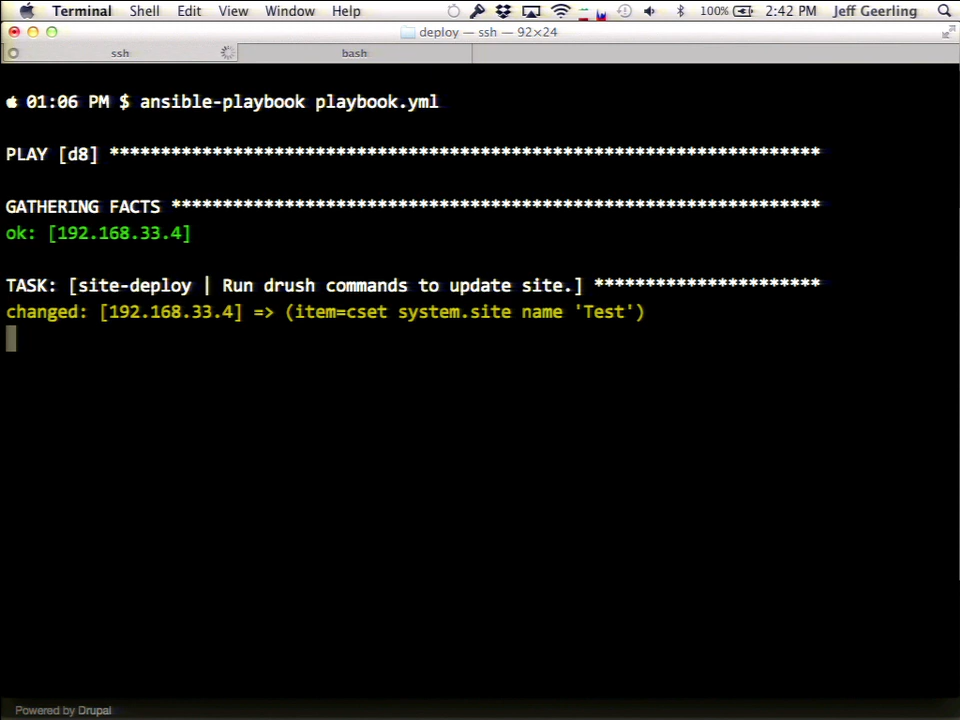 Terminal Shell Edit View Window Help 100% 2:42 PM Jeff Geerling
deploy — ssh — 92×24
ssh bash
01:06 PM $ ansible-playbook playbook.yml
PLAY [d8] *********************************************************************
GATHERING FACTS ***************************************************************
ok: [192.168.33.4]
TASK: [site-deploy | Run drush commands to update site.] **********************
changed: [192.168.33.4] => (item=cset system.site name 'Test')
Powered by Drupal